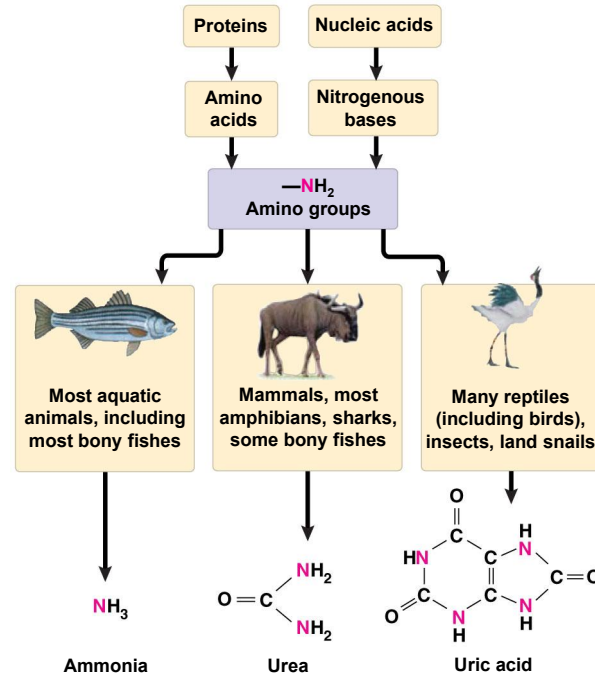 Proteins
Nucleic acids
Amino
acids
Nitrogenous
bases
—NH₂
Amino groups
Most aquatic
animals, including
most bony fishes
Mammals, most
amphibians, sharks,
some bony fishes
Many reptiles
(including birds),
insects, land snails
NH₃
Ammonia
O=C
NH₂
NH₂
Urea
O
C
HN
C
H
N
C
C
O
C
N
H
N
H
C=O
Uric acid